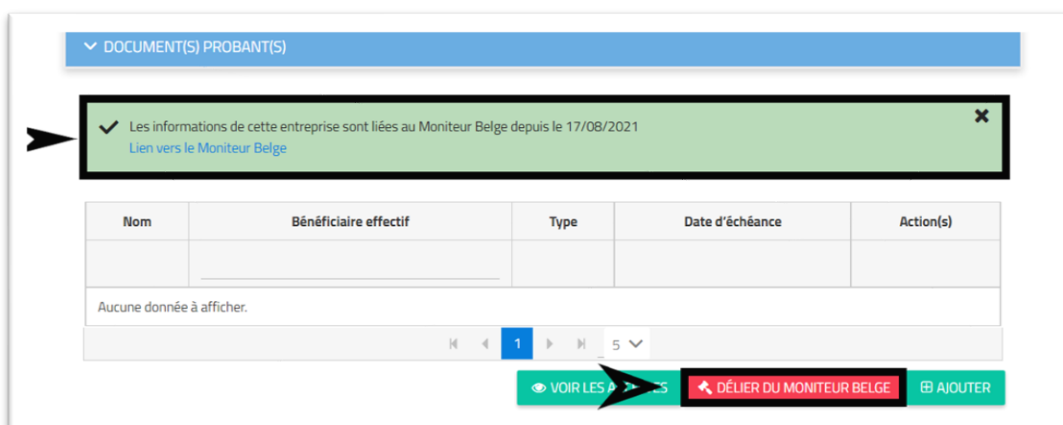 DOCUMENT(S) PROBANT(S)
Les informations de cette entreprise sont liées au Moniteur Belge depuis le 17/08/2021
Lien vers le Moniteur Belge
Nom Bénéficiaire effectif Type Date d'échéance Action(s)
Aucune donnée à afficher.
1 5
VOIR LES DÉLIER DU MONITEUR BELGE AJOUTER